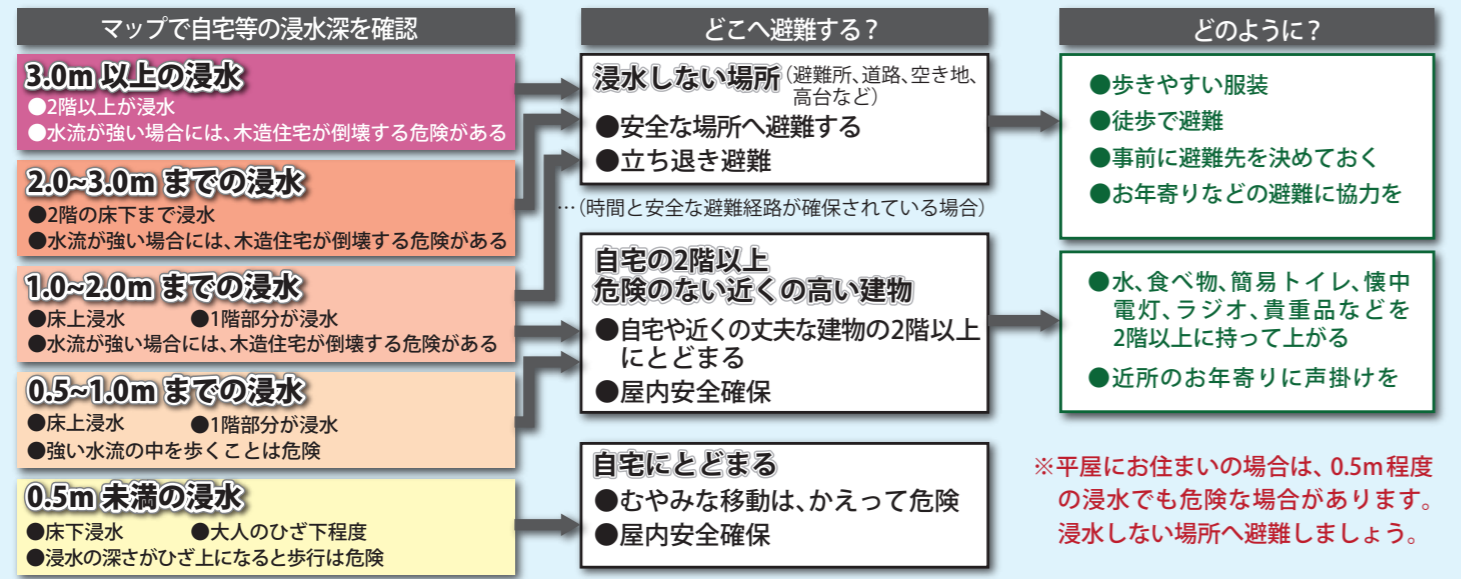 マップで自宅等の浸水深を確認
3.0m 以上の浸水
●2階以上が浸水
●水流が強い場合には、木造住宅が倒壊する危険がある
2.0~3.0m までの浸水
●2階の床下まで浸水
●水流が強い場合には、木造住宅が倒壊する危険がある
1.0~2.0m までの浸水
●床上浸水 ●1階部分が浸水
●水流が強い場合には、木造住宅が倒壊する危険がある
0.5~1.0m までの浸水
●床上浸水 ●1階部分が浸水
●強い水流の中を歩くことは危険
0.5m 未満の浸水
●床下浸水 ●大人のひざ下程度
●浸水の深さがひざ上になると歩行は危険
どこへ避難する？
浸水しない場所（避難所、道路、空き地、
高台など）
●安全な場所へ避難する
●立ち退き避難
…（時間と安全な避難経路が確保されている場合）
自宅の2階以上
危険のない近くの高い建物
●自宅や近くの丈夫な建物の2階以上
にとどまる
●屋内安全確保
自宅にとどまる
●むやみな移動は、かえって危険
●屋内安全確保
どのように？
●歩きやすい服装
●徒歩で避難
●事前に避難先を決めておく
●お年寄りなどの避難に協力を
●水、食べ物、簡易トイレ、懐中
電灯、ラジオ、貴重品などを
2階以上に持って上がる
●近所のお年寄りに声掛けを
※平屋にお住まいの場合は、0.5m程度
の浸水でも危険な場合があります。
浸水しない場所へ避難しましょう。